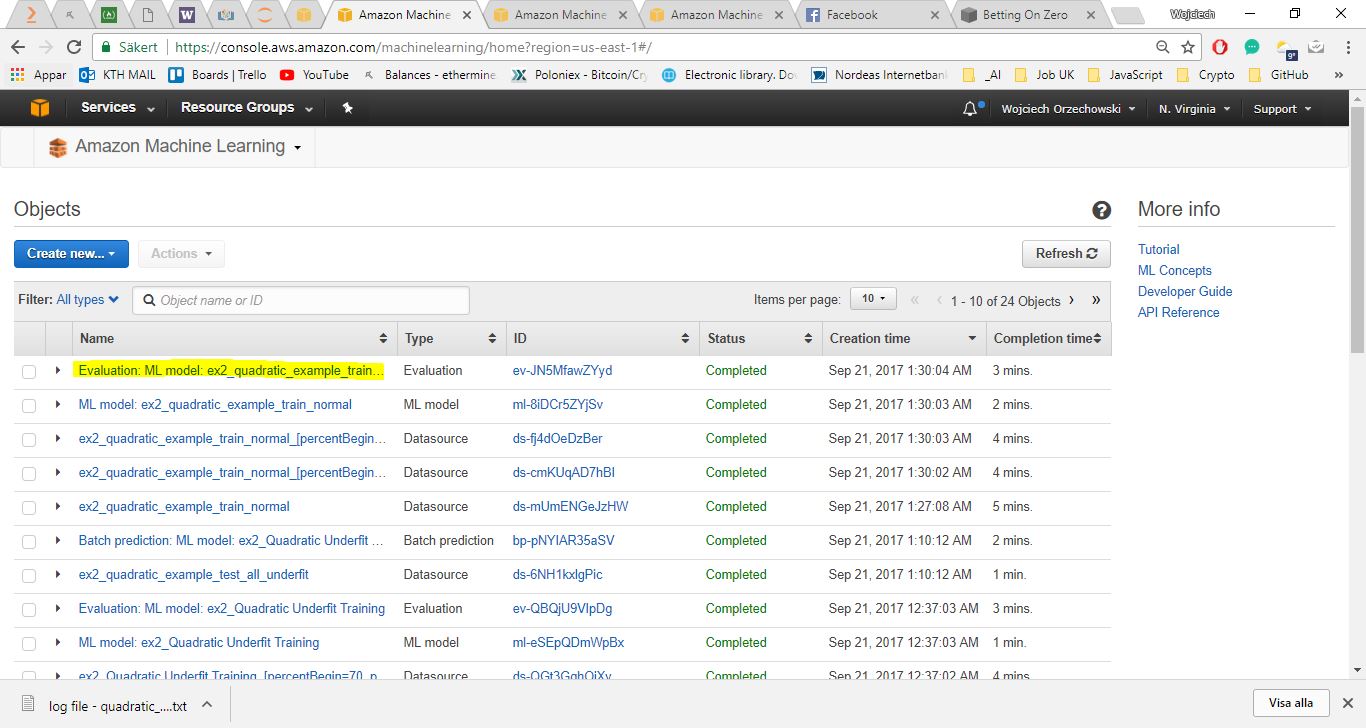 Amazon Machine
Amazon Machine
Amazon Machine
Facebook
Betting On Zero
Wojciech
Säkert
https://console.aws.amazon.com/machinelearning/home?region=us-east-1#/
9°
Appar
KTH MAIL
Boards | Trello
YouTube
Balances - ethermine
Poloniex - Bitcoin/Cry
Electronic library. Do
Nordeas Internetban
_AI
Job UK
JavaScript
Crypto
GitHub
»
Services
Resource Groups
Wojciech Orzechowski
N. Virginia
Support
Amazon Machine Learning
Objects
More info
Create new...
Actions
Refresh
Tutorial
ML Concepts
Developer Guide
API Reference
Filter: All types
Object name or ID
Items per page:
10
« ‹ 1 - 10 of 24 Objects › »
Name Type ID Status Creation time Completion time
Evaluation: ML model: ex2_quadratic_example_train... Evaluation ev-JN5MfawZYyd Completed Sep 21, 2017 1:30:04 AM 3 mins.
ML model: ex2_quadratic_example_train_normal ML model ml-8iDCr5ZYjSv Completed Sep 21, 2017 1:30:03 AM 2 mins.
ex2_quadratic_example_train_normal_[percentBegin... Datasource ds-fj4dOeDzBer Completed Sep 21, 2017 1:30:03 AM 4 mins.
ex2_quadratic_example_train_normal_[percentBegin... Datasource ds-cmKUqAD7hBI Completed Sep 21, 2017 1:30:02 AM 4 mins.
ex2_quadratic_example_train_normal Datasource ds-mUmENGeJzHW Completed Sep 21, 2017 1:27:08 AM 5 mins.
Batch prediction: ML model: ex2_Quadratic Underfit ... Batch prediction bp-pNYIAR35aSV Completed Sep 21, 2017 1:10:12 AM 2 mins.
ex2_quadratic_example_test_all_underfit Datasource ds-6NH1kxlgPic Completed Sep 21, 2017 1:10:12 AM 1 min.
Evaluation: ML model: ex2_Quadratic Underfit Training Evaluation ev-QBQjU9VIpDg Completed Sep 21, 2017 12:37:03 AM 3 mins.
ML model: ex2_Quadratic Underfit Training ML model ml-eSEpQDmWpBx Completed Sep 21, 2017 12:37:03 AM 1 min.
ex2_Quadratic Underfit Training_[percentBegin=70, p... Datasource Completed Sep 21, 2017 12:37:02 AM 4 mins.
log file - quadratic_....txt
Visa alla